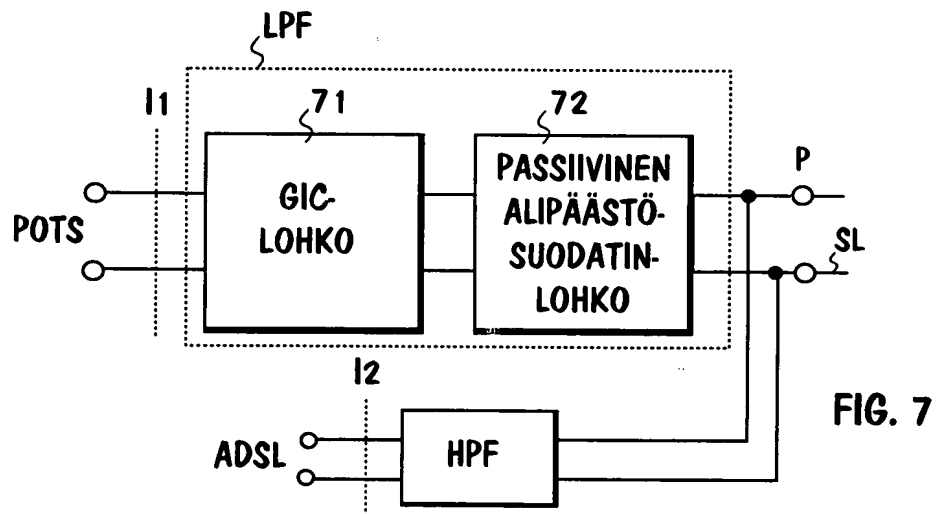 LPF
I1
71
72
P
POTS
GIC-
LOHKO
PASSIIVINEN
ALIPÄÄSTÖ-
SUODATIN-
LOHKO
SL
I2
ADSL
HPF
FIG. 7